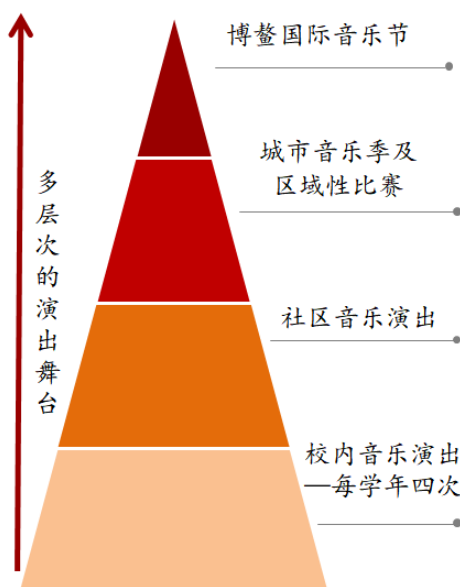 博鳌国际音乐节
城市音乐季及
区域性比赛
多层次的演出舞台
社区音乐演出
校内音乐演出
—每学年四次